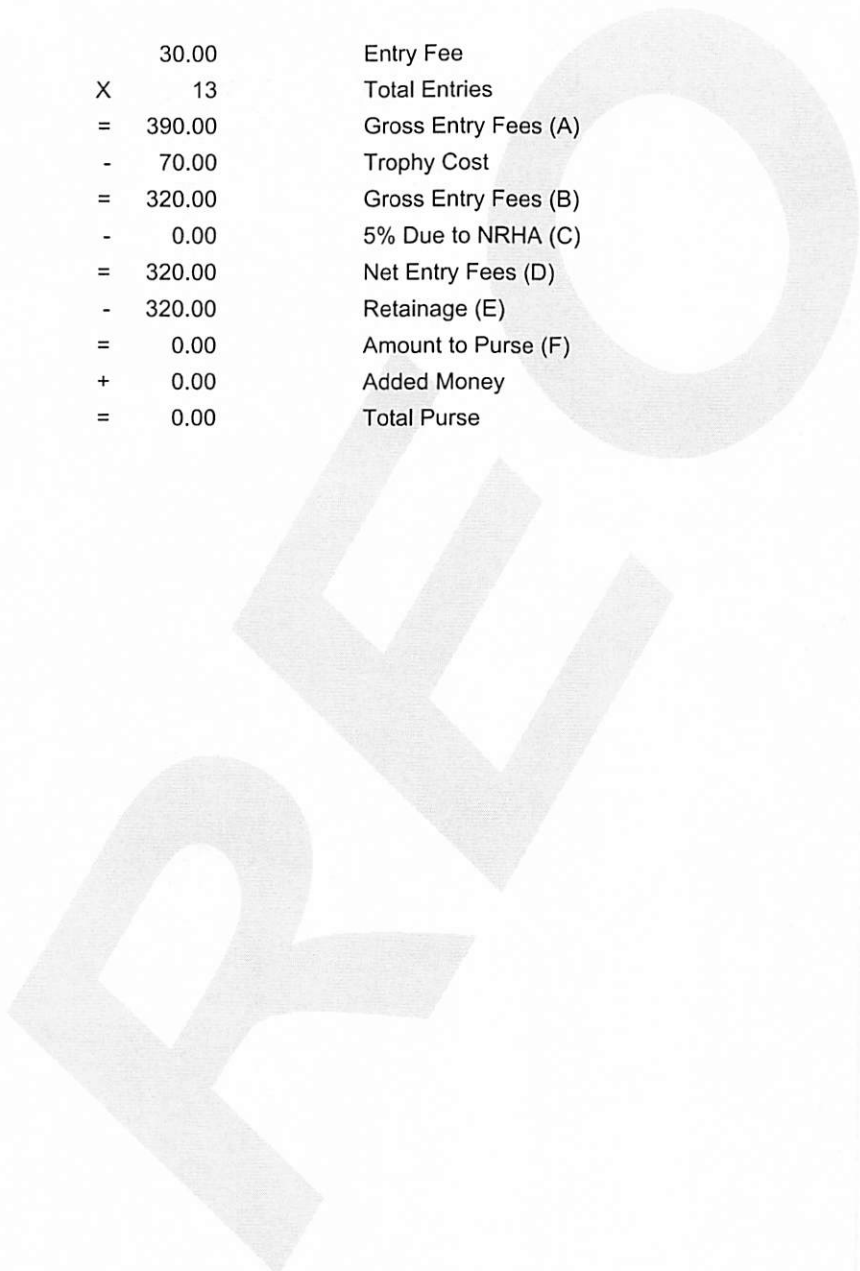 30.00 Entry Fee
X 13 Total Entries
= 390.00 Gross Entry Fees (A)
- 70.00 Trophy Cost
= 320.00 Gross Entry Fees (B)
- 0.00 5% Due to NRHA (C)
= 320.00 Net Entry Fees (D)
- 320.00 Retainage (E)
= 0.00 Amount to Purse (F)
+ 0.00 Added Money
= 0.00 Total Purse
REO